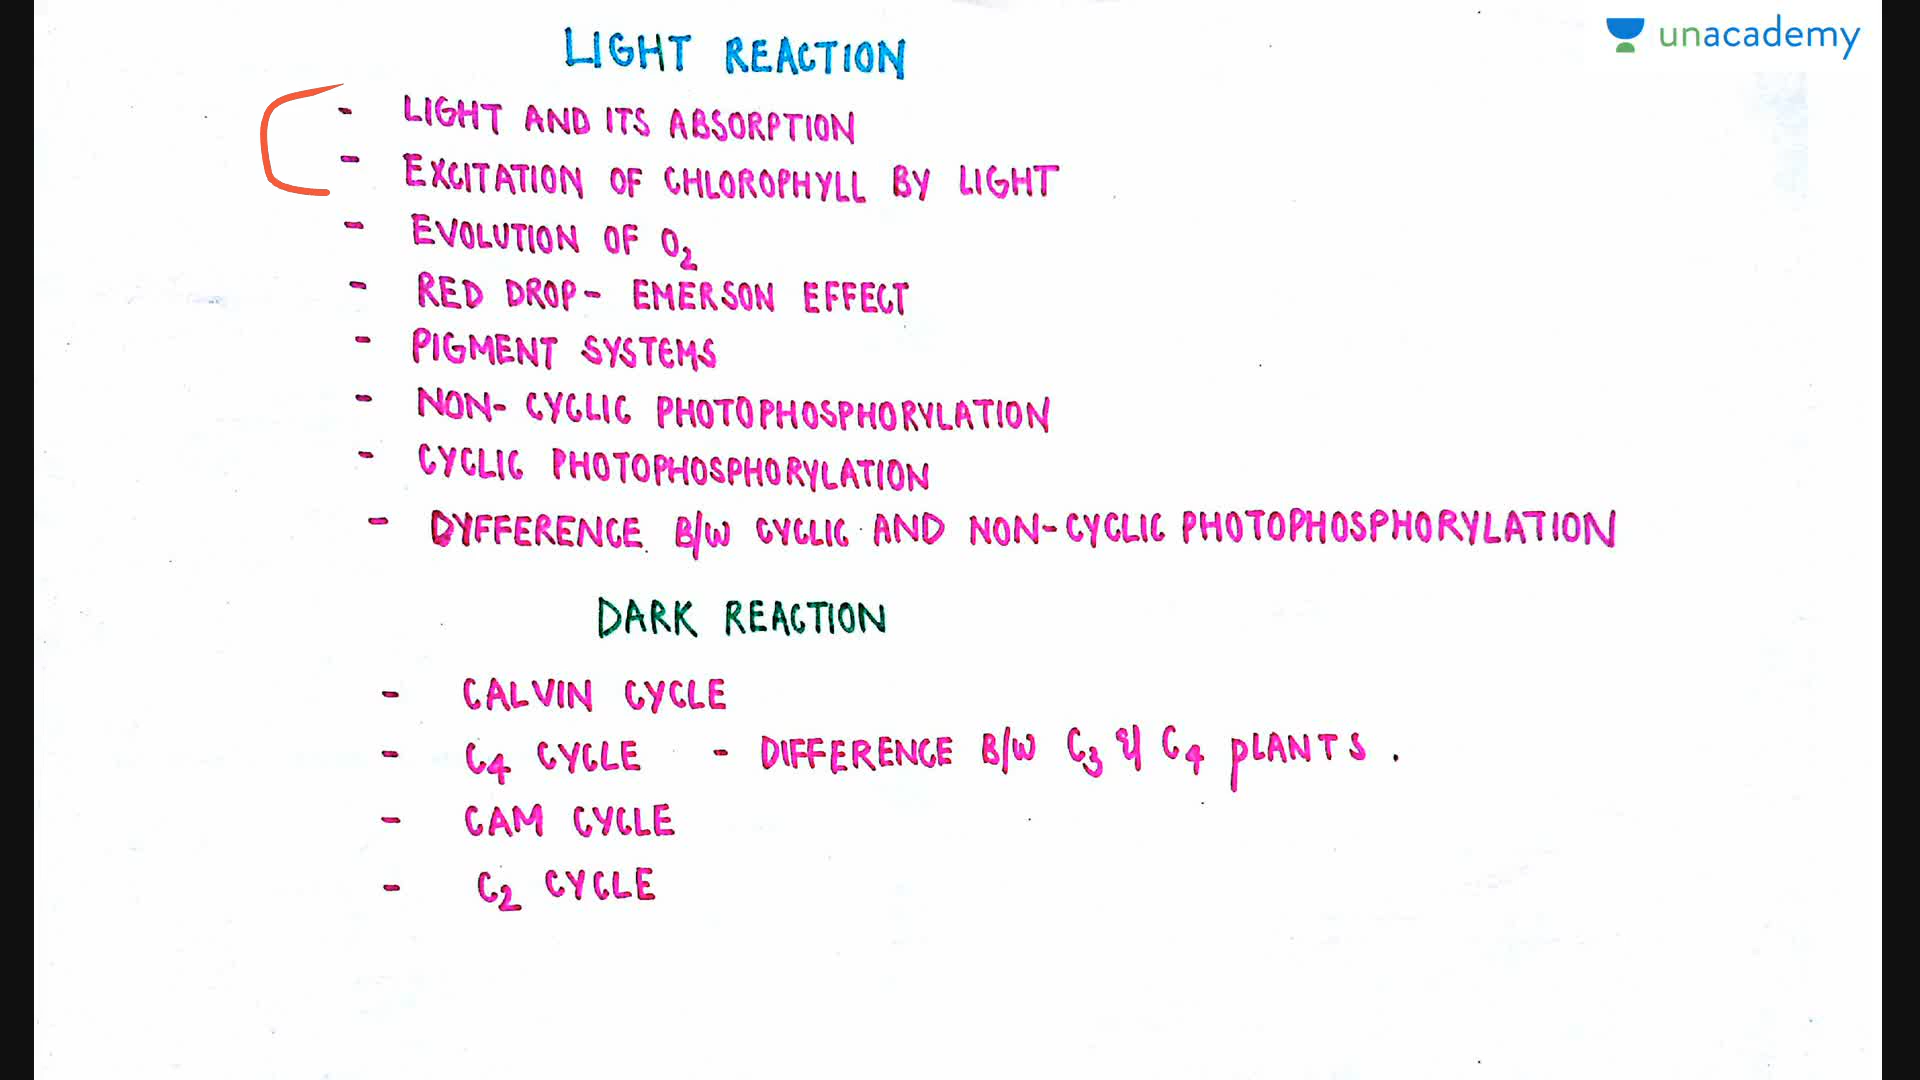 LIGHT REACTION
unacademy
- LIGHT AND ITS ABSORPTION
- EXCITATION OF CHLOROPHYLL BY LIGHT
- EVOLUTION OF O₂
- RED DROP- EMERSON EFFECT
- PIGMENT SYSTEMS
- NON- CYCLIC PHOTOPHOSPHORYLATION
- CYCLIC PHOTOPHOSPHORYLATION
- DYFFERENCE B/W CYCLIC AND NON-CYCLIC PHOTOPHOSPHORYLATION
DARK REACTION
- CALVIN CYCLE
- C₄ CYCLE - DIFFERENCE B/W C₃ & C₄ PLANTS .
- CAM CYCLE
- C₂ CYCLE